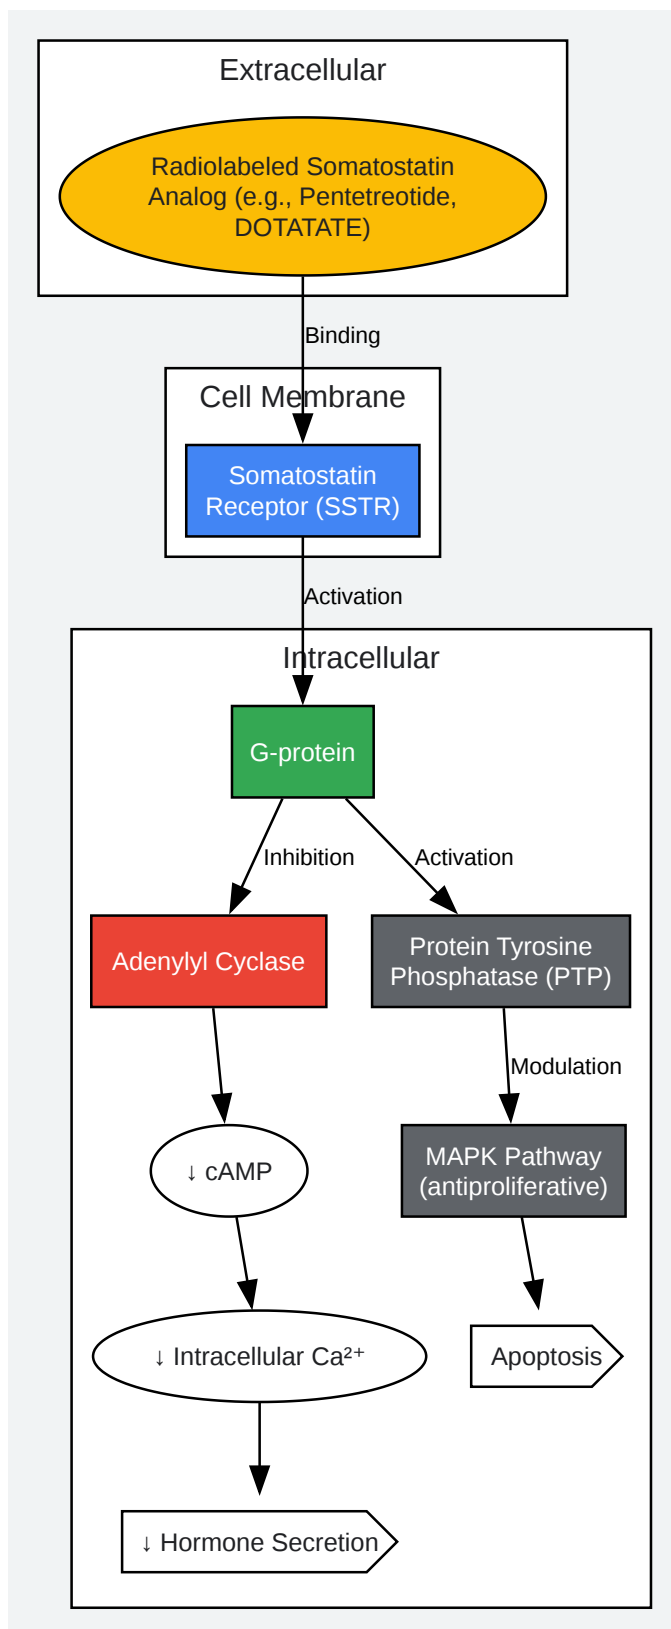 Extracellular
Radiolabeled Somatostatin
Analog (e.g., Pentetreotide,
DOTATATE)
Binding
Cell Membrane
Somatostatin
Receptor (SSTR)
Activation
Intracellular
G-protein
Inhibition
Activation
Adenylyl Cyclase
Protein Tyrosine
Phosphatase (PTP)
Modulation
↓ cAMP
MAPK Pathway
(antiproliferative)
↓ Intracellular Ca²⁺
Apoptosis
↓ Hormone Secretion